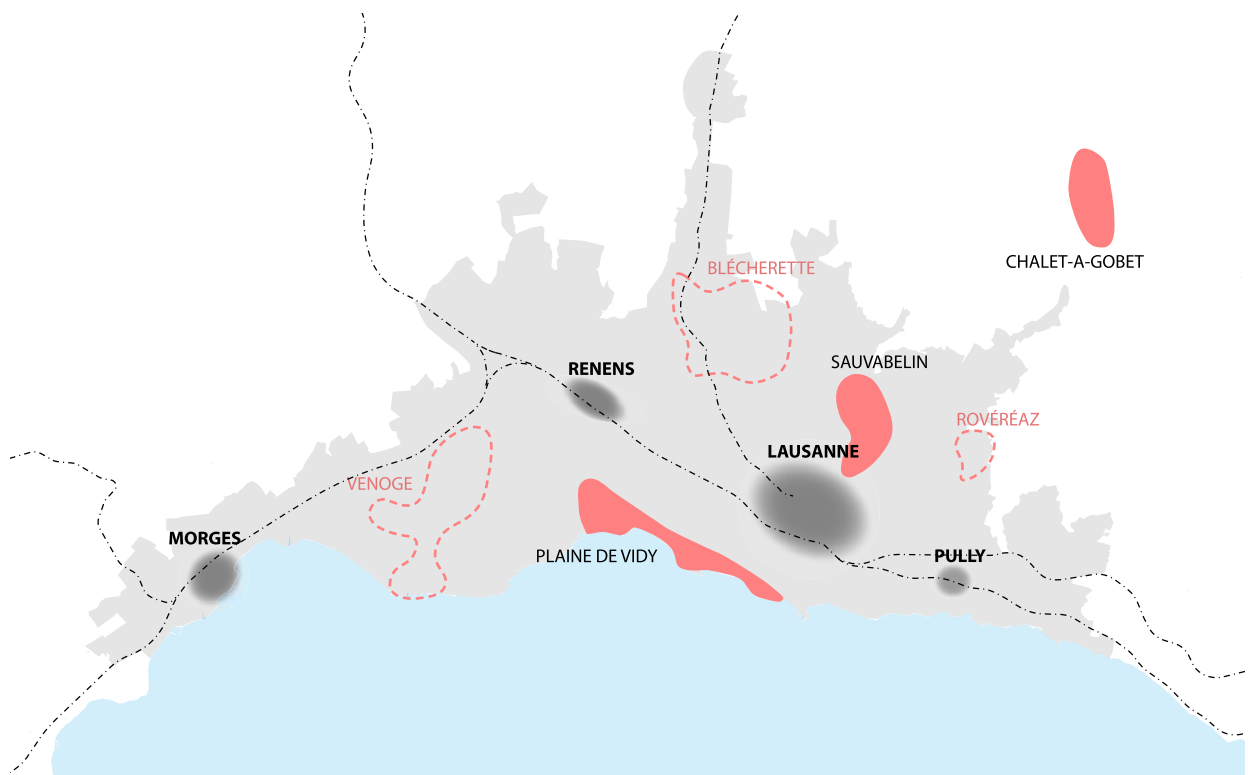 CHALET-A-GOBET
BLÉCHERETTE
SAUVABELIN
RENENS
ROVÉRÉAZ
LAUSANNE
VENOGE
MORGES
PLAINE DE VIDY
PULLY